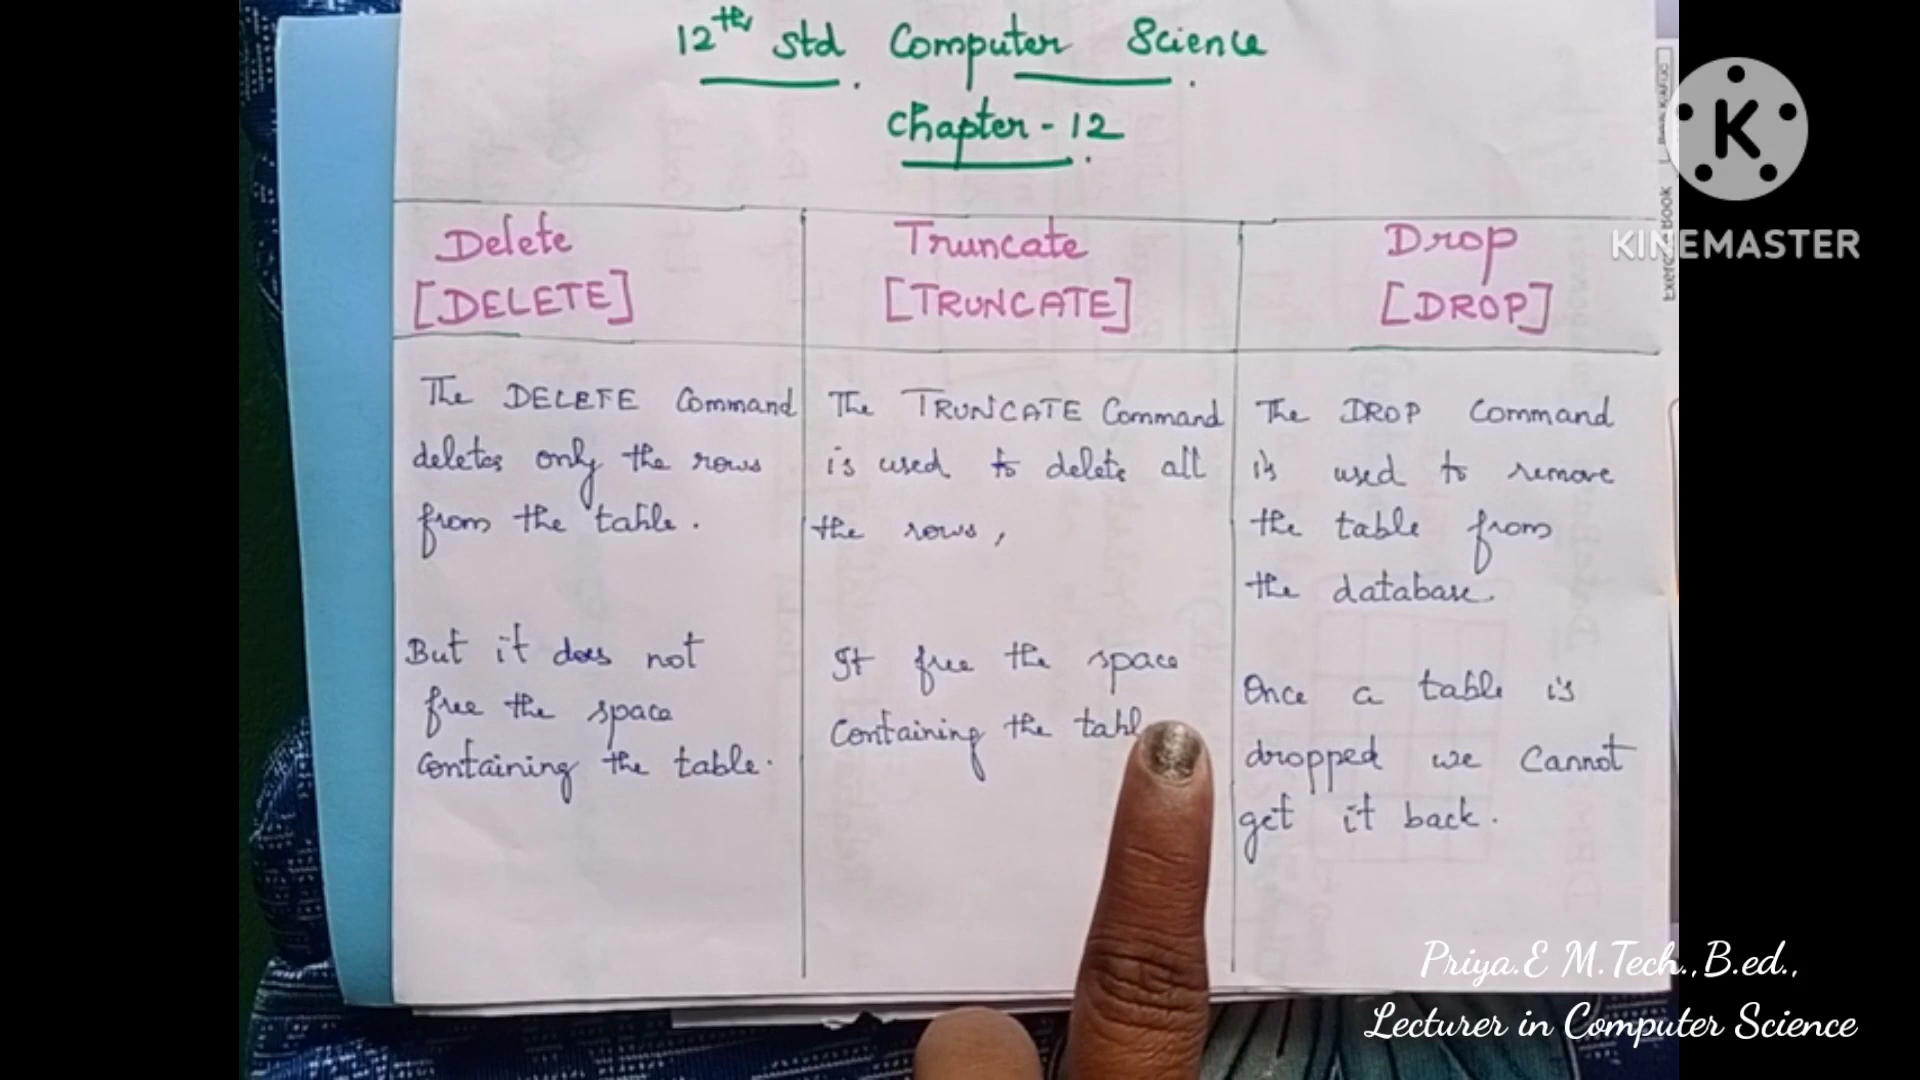 12th Std Computer Science
Chapter - 12
Delete
[DELETE]
Truncate
[TRUNCATE]
Drop
[DROP]
The DELETE Command
deletes only the rows
from the table.
But it does not
free the space
Containing the table.
The TRUNCATE Command
is used to delete all
the rows,
It free the space
Containing the tabl
The DROP Command
is used to remove
the table from
the database.
Once a table is
dropped we Cannot
get it back.
KINEMASTER
Priya.E M.Tech.,B.ed.,
Lecturer in Computer Science